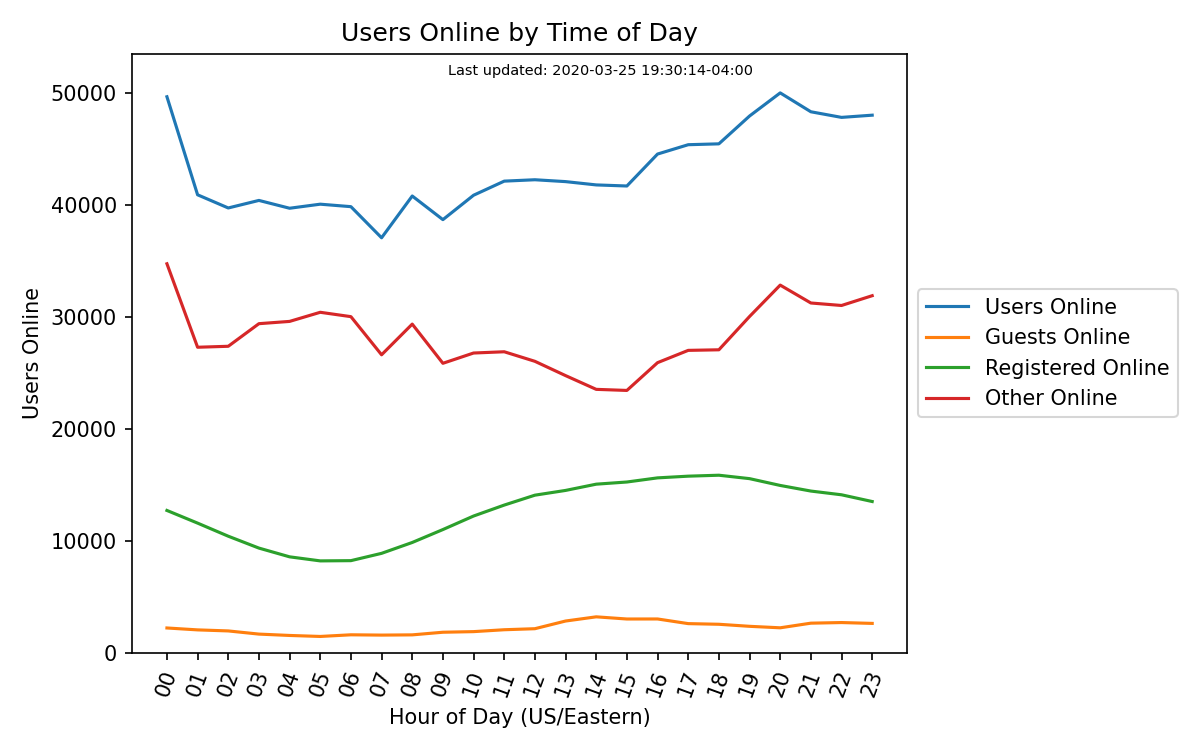 Users Online by Time of Day
Last updated: 2020-03-25 19:30:14-04:00
Users Online
50000
40000
30000
20000
10000
0
00 01 02 03 04 05 06 07 08 09 10 11 12 13 14 15 16 17 18 19 20 21 22 23
Hour of Day (US/Eastern)
Users Online
Guests Online
Registered Online
Other Online